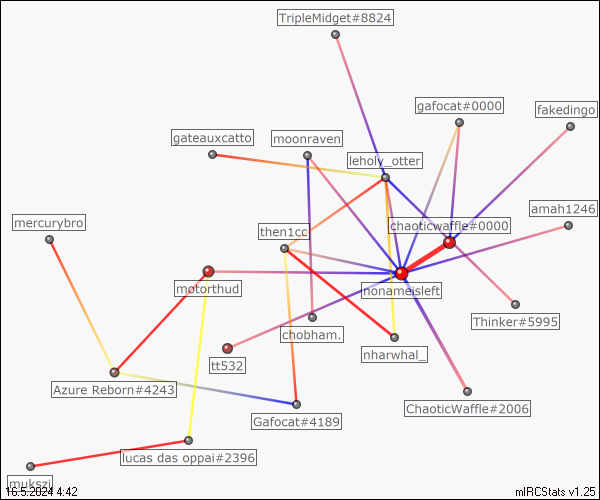 TripleMidget#8824
gafocat#0000
fakedingo
gateauxcatto
moonraven
leholy_otter
mercurybro
chaoticwaffle#0000
amah1246
then1cc
motorthud
nonameisleft
Thinker#5995
chobham.
nharwhal_
tt532
Azure Reborn#4243
ChaoticWaffle#2006
Gafocat#4189
lucas das oppai#2396
mukszi
16.5.2024 4:42
mIRCStats v1.25